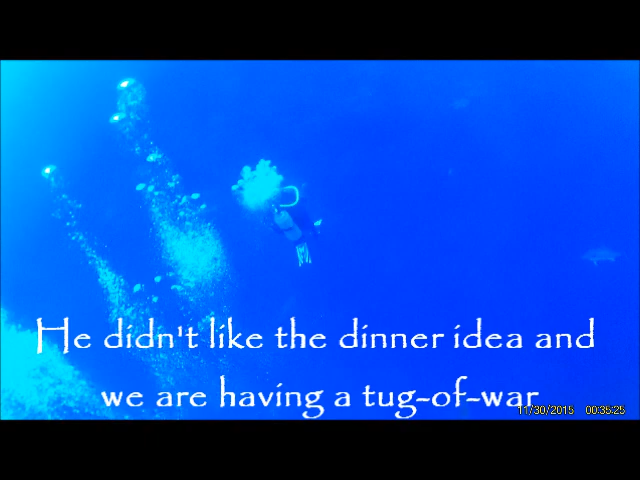 He didn't like the dinner idea and
we are having a tug-of-war
11/30/2015 00:35:25